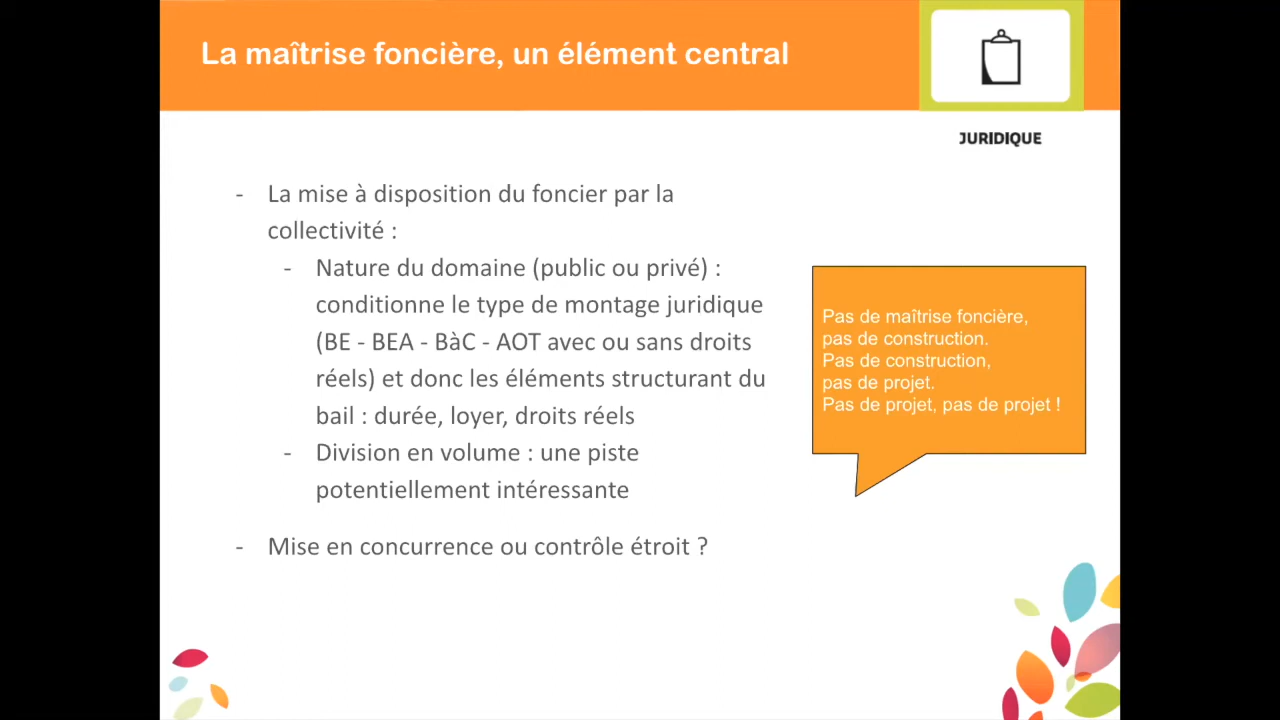 La maîtrise foncière, un élément central
JURIDIQUE
- La mise à disposition du foncier par la
collectivité :
- Nature du domaine (public ou privé) :
conditionne le type de montage juridique
(BE - BEA - BàC - AOT avec ou sans droits
réels) et donc les éléments structurant du
bail : durée, loyer, droits réels
- Division en volume : une piste
potentiellement intéressante
- Mise en concurrence ou contrôle étroit ?
Pas de maîtrise foncière,
pas de construction.
Pas de construction,
pas de projet.
Pas de projet, pas de projet !